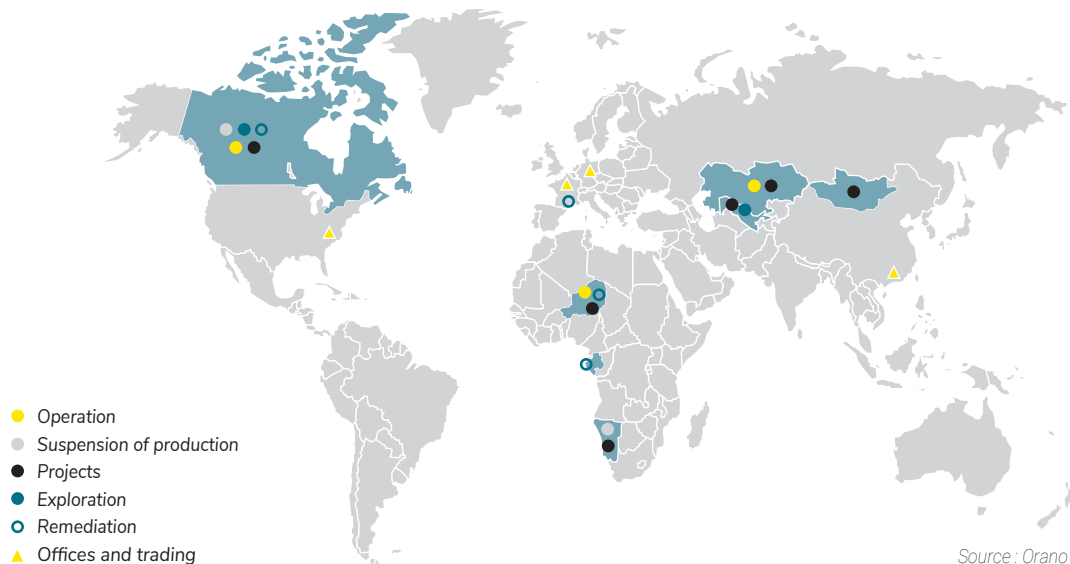 Operation
Suspension of production
Projects
Exploration
Remediation
Offices and trading
Source : Orano